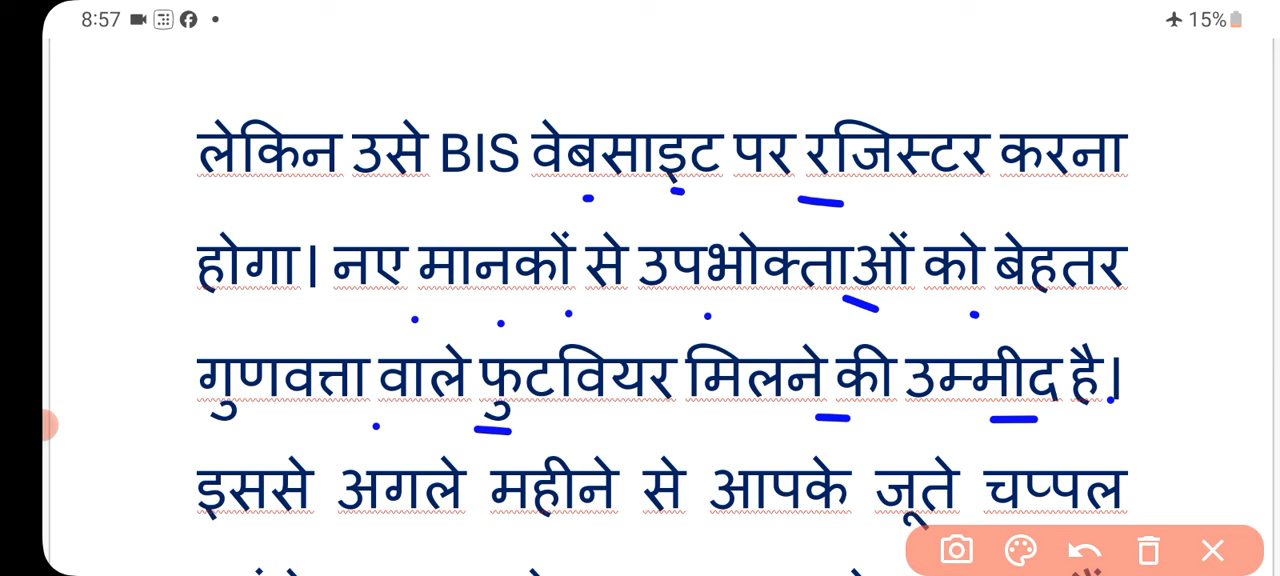 8:57
15%
लेकिन उसे BIS वेबसाइट पर रजिस्टर करना
होगा। नए मानकों से उपभोक्ताओं को बेहतर
गुणवत्ता वाले फुटवियर मिलने की उम्मीद है।
इससे अगले महीने से आपके जूते चप्पल